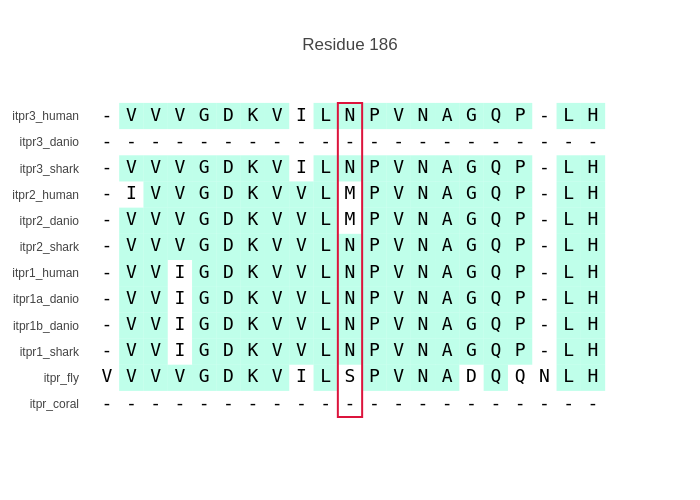 Residue 186
itpr3_human - V V V G D K V I L N P V N A G Q P - L H
itpr3_danio - - - - - - - - - - - - - - - - - - - - -
itpr3_shark - V V V G D K V I L N P V N A G Q P - L H
itpr2_human - I V V G D K V V L M P V N A G Q P - L H
itpr2_danio - V V V G D K V V L M P V N A G Q P - L H
itpr2_shark - V V V G D K V V L N P V N A G Q P - L H
itpr1_human - V V I G D K V V L N P V N A G Q P - L H
itpr1a_danio - V V I G D K V V L N P V N A G Q P - L H
itpr1b_danio - V V I G D K V V L N P V N A G Q P - L H
itpr1_shark - V V I G D K V V L N P V N A G Q P - L H
itpr_fly V V V V G D K V I L S P V N A D Q Q N L H
itpr_coral - - - - - - - - - - - - - - - - - - - - -